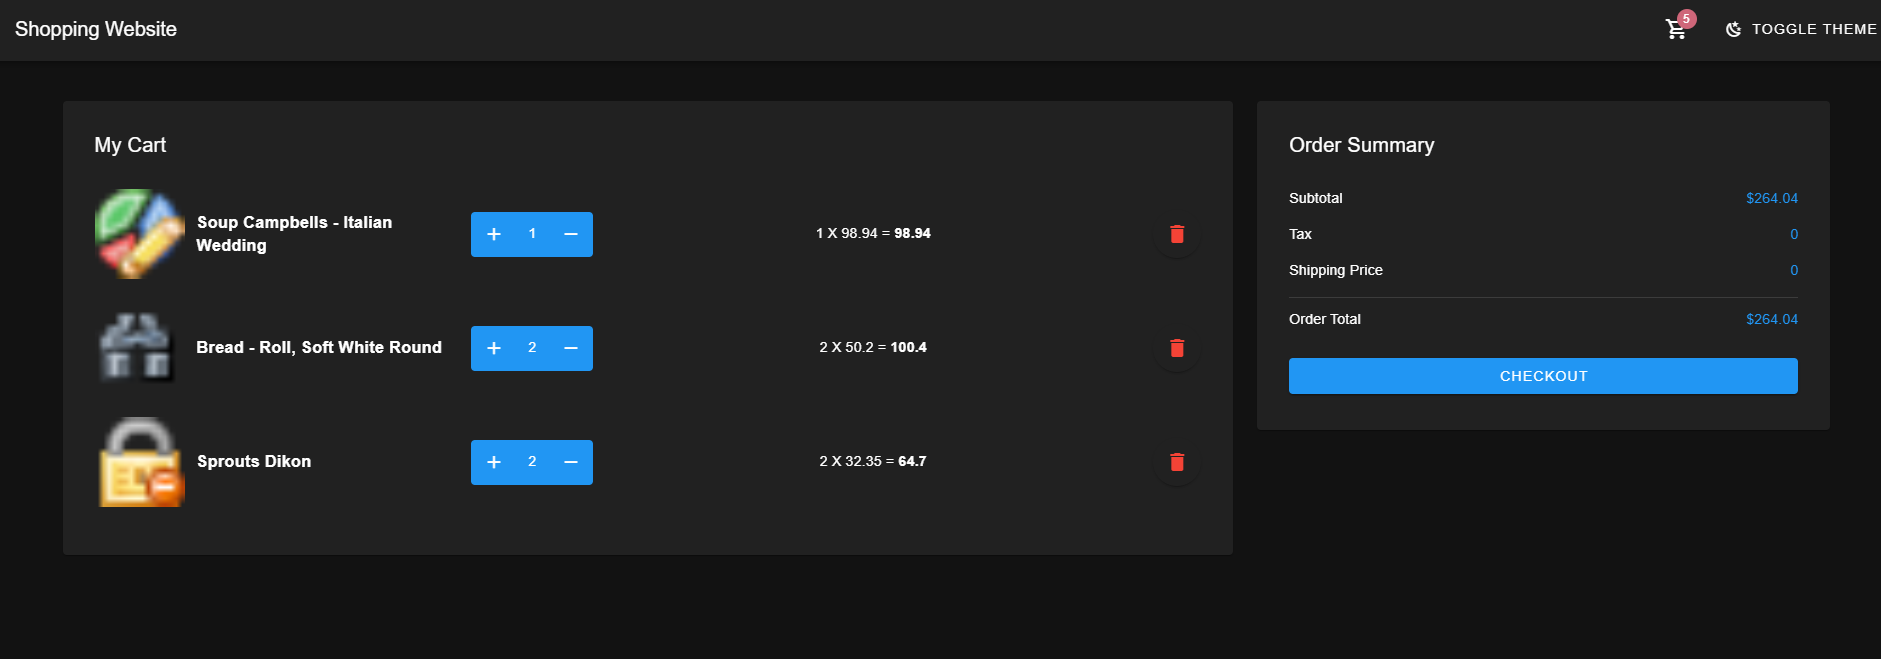 Shopping Website
5
TOGGLE THEME
My Cart
Soup Campbells - Italian
Wedding
+ 1 −
1 X 98.94 = 98.94
Bread - Roll, Soft White Round
+ 2 −
2 X 50.2 = 100.4
Sprouts Dikon
+ 2 −
2 X 32.35 = 64.7
Order Summary
Subtotal $264.04
Tax 0
Shipping Price 0
Order Total $264.04
CHECKOUT